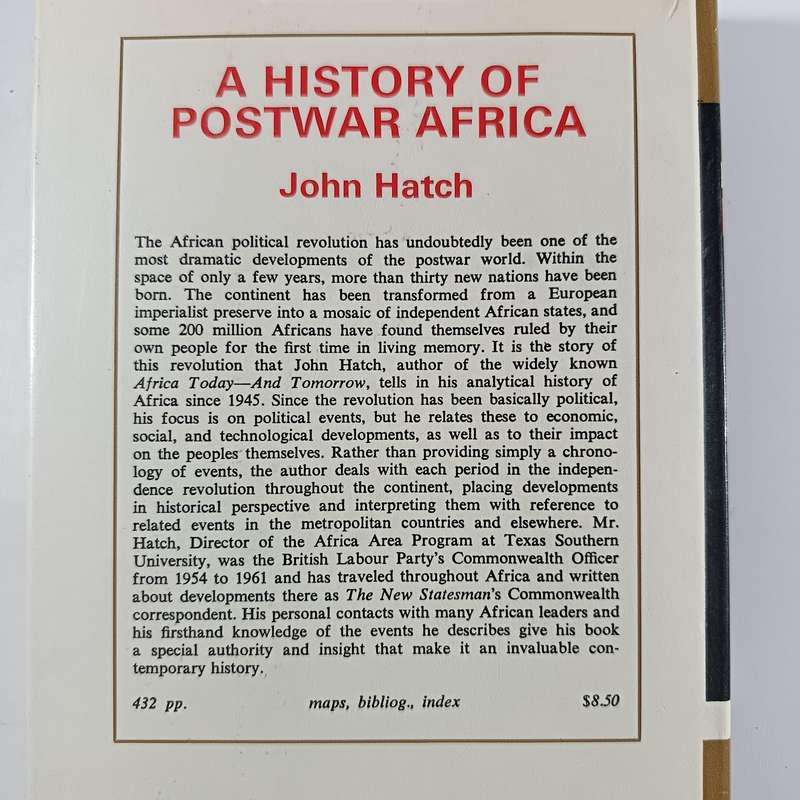 A HISTORY OF
POSTWAR AFRICA
John Hatch
The African political revolution has undoubtedly been one of the
most dramatic developments of the postwar world. Within the
space of only a few years, more than thirty new nations have been
born. The continent has been transformed from a European
imperialist preserve into a mosaic of independent African states, and
some 200 million Africans have found themselves ruled by their
own people for the first time in living memory. It is the story of
this revolution that John Hatch, author of the widely known
Africa Today—And Tomorrow, tells in his analytical history of
Africa since 1945. Since the revolution has been basically political,
his focus is on political events, but he relates these to economic,
social, and technological developments, as well as to their impact
on the peoples themselves. Rather than providing simply a chrono-
logy of events, the author deals with each period in the indepen-
dence revolution throughout the continent, placing developments
in historical perspective and interpreting them with reference to
related events in the metropolitan countries and elsewhere. Mr.
Hatch, Director of the Africa Area Program at Texas Southern
University, was the British Labour Party's Commonwealth Officer
from 1954 to 1961 and has traveled throughout Africa and written
about developments there as The New Statesman's Commonwealth
correspondent. His personal contacts with many African leaders and
his firsthand knowledge of the events he describes give his book
a special authority and insight that make it an invaluable con-
temporary history.
432 pp. maps, bibliog., index $8.50